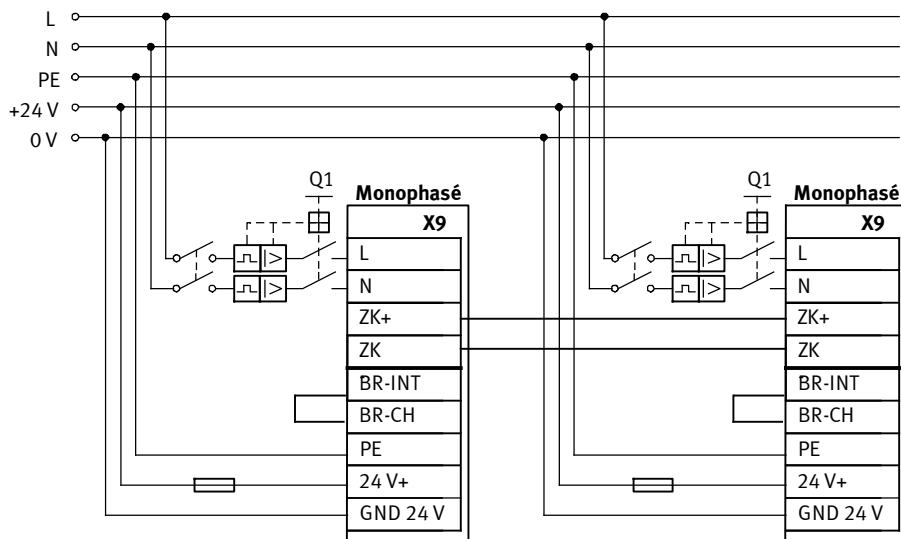 L
N
PE
+24 V
0 V
Q1
Monophasé
X9
L
N
ZK+
ZK
BR-INT
BR-CH
PE
24 V+
GND 24 V
Q1
Monophasé
X9
L
N
ZK+
ZK
BR-INT
BR-CH
PE
24 V+
GND 24 V